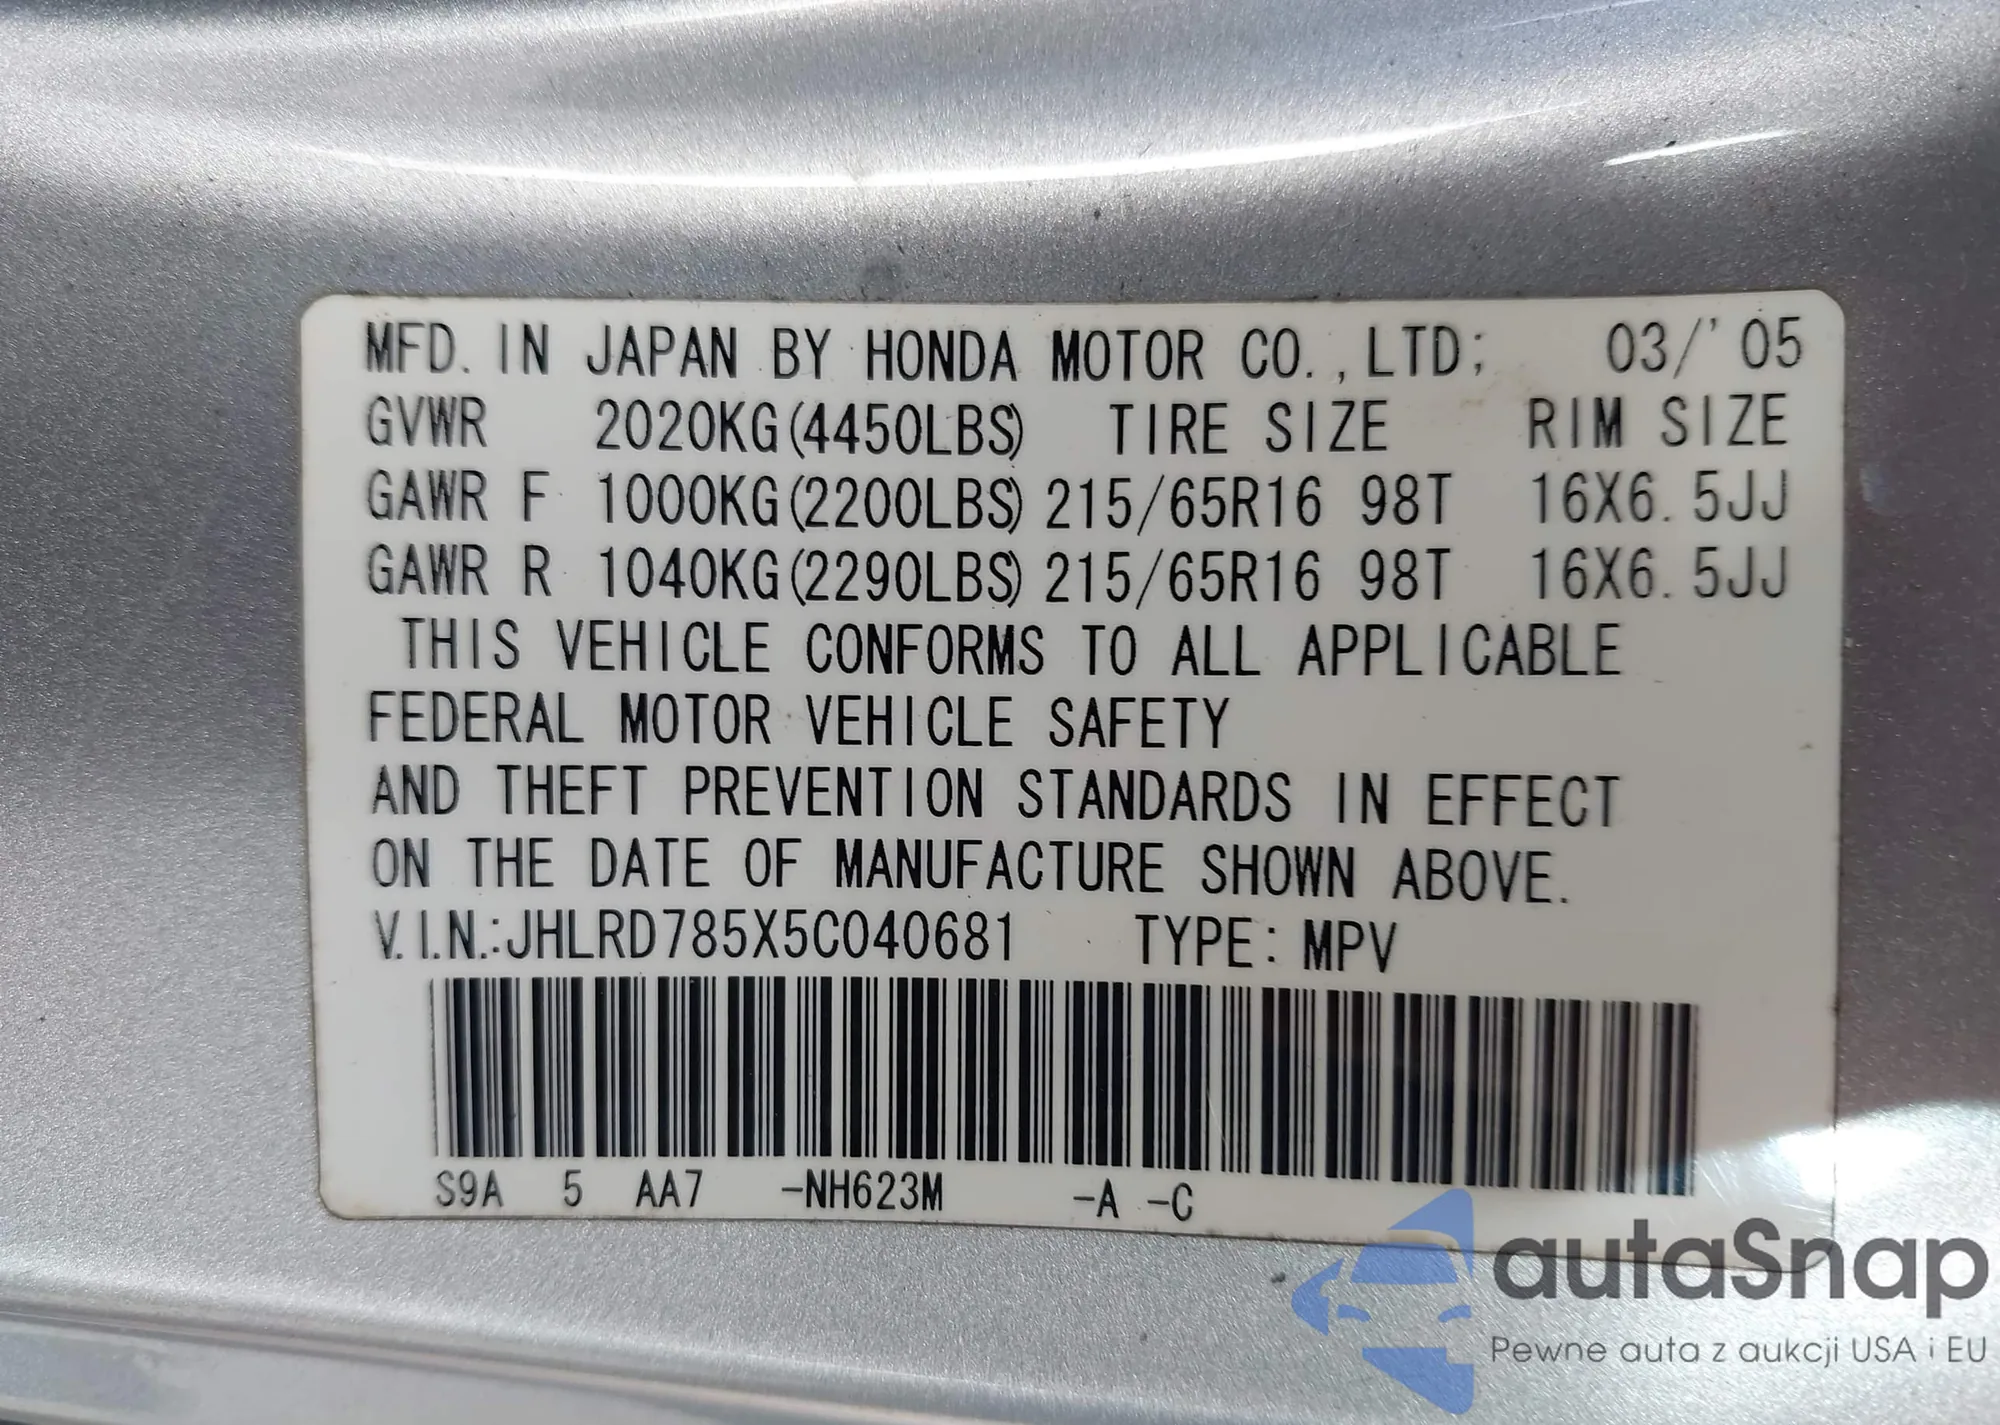 MFD. IN JAPAN BY HONDA MOTOR CO.,LTD; 03/'05
GVWR 2020KG(4450LBS) TIRE SIZE RIM SIZE
GAWR F 1000KG(2200LBS) 215/65R16 98T 16X6.5JJ
GAWR R 1040KG(2290LBS) 215/65R16 98T 16X6.5JJ
THIS VEHICLE CONFORMS TO ALL APPLICABLE
FEDERAL MOTOR VEHICLE SAFETY
AND THEFT PREVENTION STANDARDS IN EFFECT
ON THE DATE OF MANUFACTURE SHOWN ABOVE.
V.I.N.:JHLRD785X5C040681 TYPE: MPV
S9A 5 AA7 -NH623M -A -C
autaSnap
Pewne auta z aukcji USA i EU